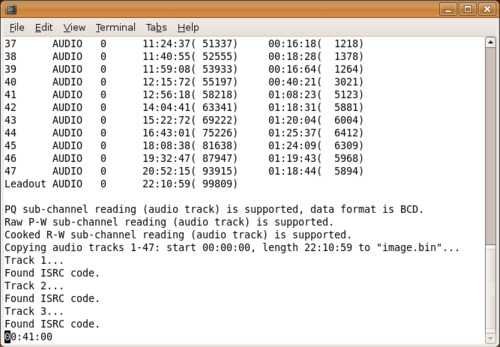 File Edit View Terminal Tabs Help
37 AUDIO 0 11:24:37( 51337) 00:16:18( 1218)
38 AUDIO 0 11:40:55( 52555) 00:18:28( 1378)
39 AUDIO 0 11:59:08( 53933) 00:16:64( 1264)
40 AUDIO 0 12:15:72( 55197) 00:40:21( 3021)
41 AUDIO 0 12:56:18( 58218) 01:08:23( 5123)
42 AUDIO 0 14:04:41( 63341) 01:18:31( 5881)
43 AUDIO 0 15:22:72( 69222) 01:20:04( 6004)
44 AUDIO 0 16:43:01( 75226) 01:25:37( 6412)
45 AUDIO 0 18:08:38( 81638) 01:24:09( 6309)
46 AUDIO 0 19:32:47( 87947) 01:19:43( 5968)
47 AUDIO 0 20:52:15( 93915) 01:18:44( 5894)
Leadout AUDIO 0 22:10:59( 99809)
PQ sub-channel reading (audio track) is supported, data format is BCD.
Raw P-W sub-channel reading (audio track) is supported.
Cooked R-W sub-channel reading (audio track) is supported.
Copying audio tracks 1-47: start 00:00:00, length 22:10:59 to "image.bin"...
Track 1...
Found ISRC code.
Track 2...
Found ISRC code.
Track 3...
Found ISRC code.
00:41:00